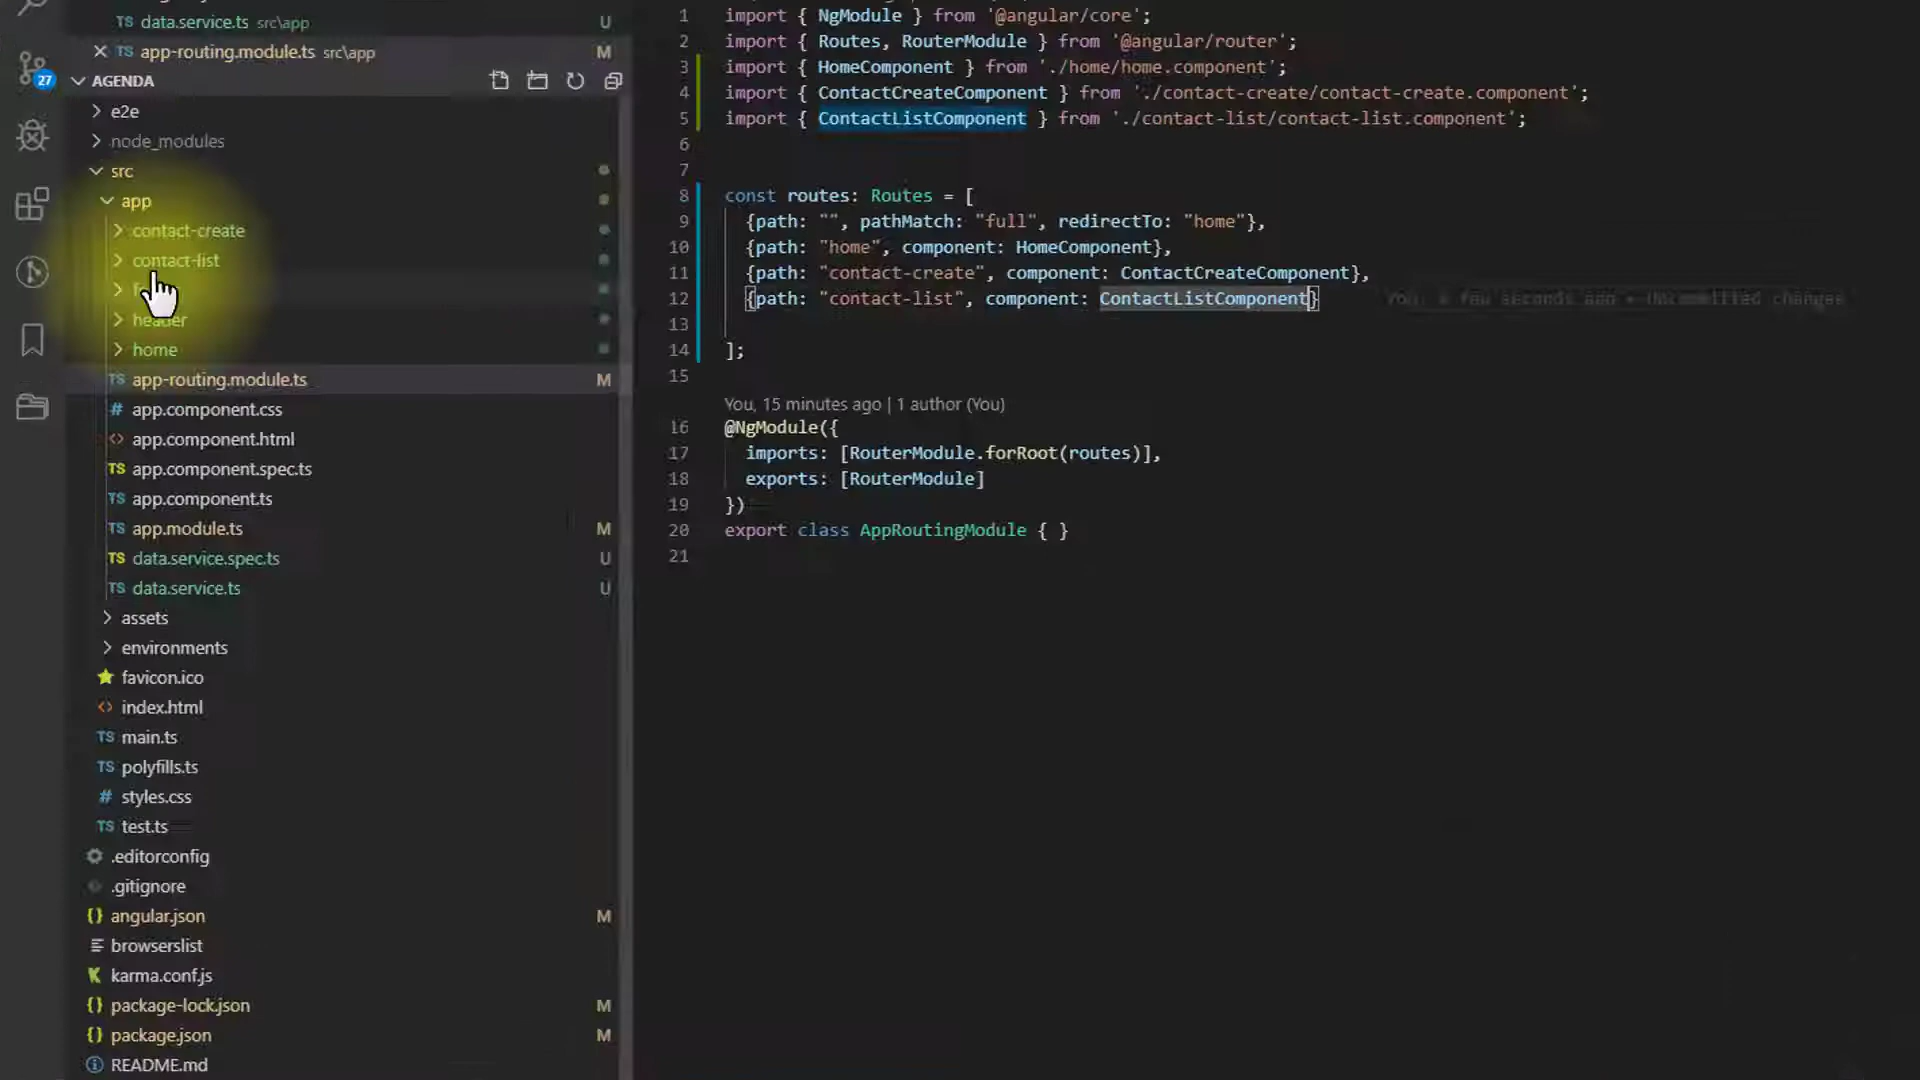 data.service.ts src\app U
TS app-routing.module.ts src\app M
27
AGENDA
e2e
node_modules
src
app
contact-create
contact-list
header
home
TS app-routing.module.ts M
# app.component.css
<> app.component.html
TS app.component.spec.ts
TS app.component.ts
TS app.module.ts M
TS data.service.spec.ts U
TS data.service.ts U
assets
environments
favicon.ico
<> index.html
TS main.ts
TS polyfills.ts
# styles.css
TS test.ts
.editorconfig
.gitignore
{} angular.json M
browserslist
K karma.conf.js
{} package-lock.json M
{} package.json M
README.md
1 import { NgModule } from '@angular/core';
2 import { Routes, RouterModule } from '@angular/router';
3 import { HomeComponent } from './home/home.component';
4 import { ContactCreateComponent } from './contact-create/contact-create.component';
5 import { ContactListComponent } from './contact-list/contact-list.component';
6
7
8 const routes: Routes = [
9 {path: "", pathMatch: "full", redirectTo: "home"},
10 {path: "home", component: HomeComponent},
11 {path: "contact-create", component: ContactCreateComponent},
12 {path: "contact-list", component: ContactListComponent} You, a few seconds ago • Uncommitted changes
13
14 ];
15
You, 15 minutes ago | 1 author (You)
16 @NgModule({
17 imports: [RouterModule.forRoot(routes)],
18 exports: [RouterModule]
19 })
20 export class AppRoutingModule { }
21